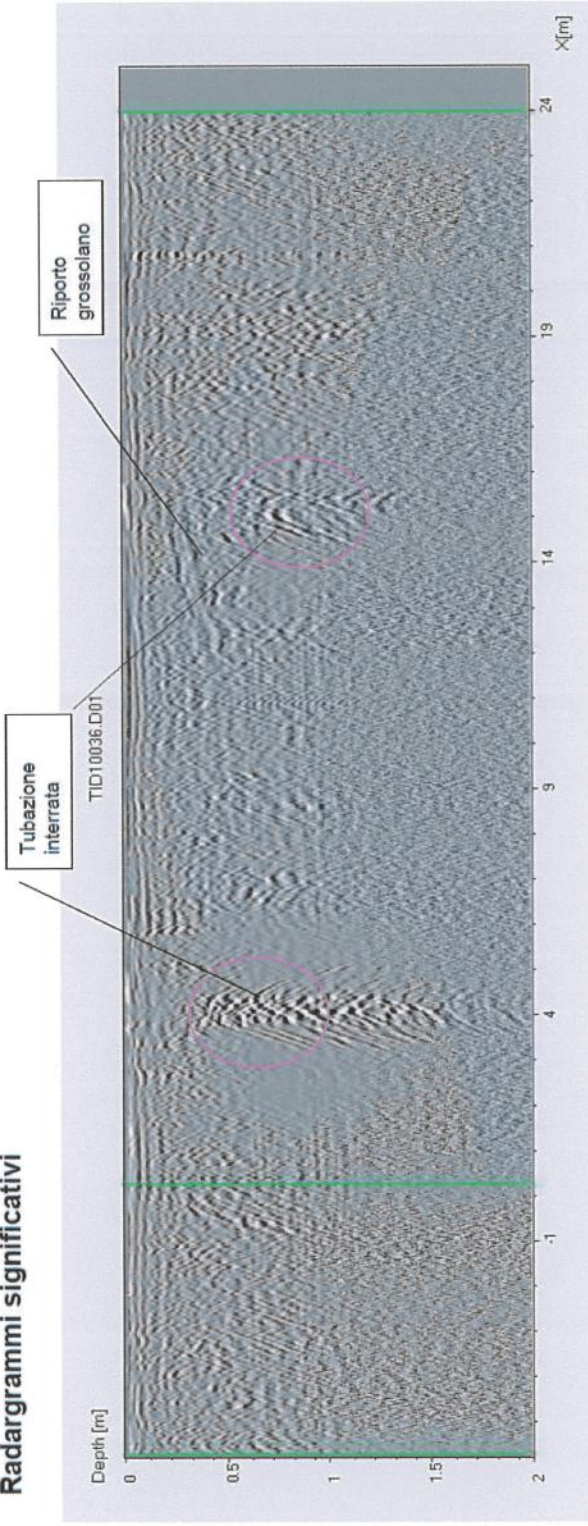 Radargrammi significativi
Tubazione
interrata
Riporto
grossolano
TID10036.D01
Depth [m]
0
0.5
1
1.5
2
-1
4
9
14
19
24
X[m]